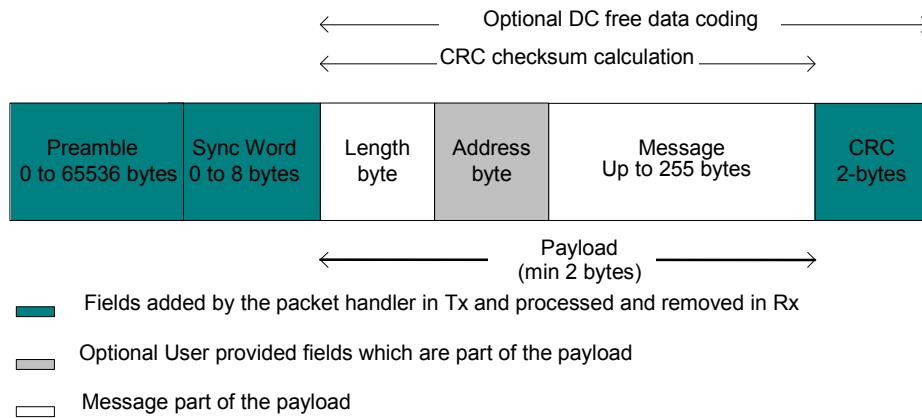 Optional DC free data coding
CRC checksum calculation
Preamble
0 to 65536 bytes
Sync Word
0 to 8 bytes
Length
byte
Address
byte
Message
Up to 255 bytes
CRC
2-bytes
Payload
(min 2 bytes)
Fields added by the packet handler in Tx and processed and removed in Rx
Optional User provided fields which are part of the payload
Message part of the payload